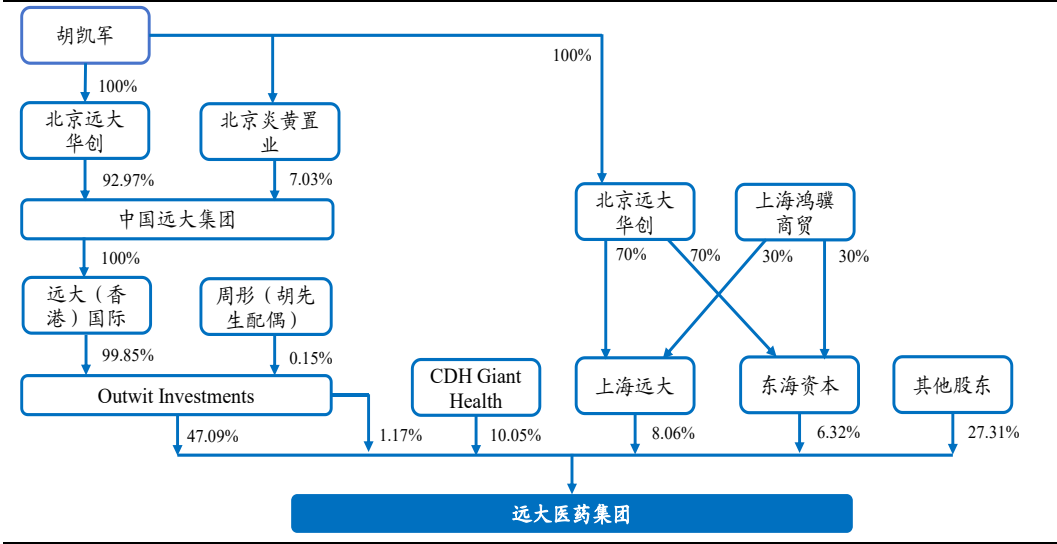 胡凯军
100%
100%
北京远大
华创
北京炎黄置
业
92.97%
7.03%
中国远大集团
北京远大
华创
上海鸿骥
商贸
100%
70%
70%
30%
30%
远大（香
港）国际
周彤（胡先
生配偶）
99.85%
0.15%
Outwit Investments
CDH Giant
Health
上海远大
东海资本
其他股东
47.09%
1.17%
10.05%
8.06%
6.32%
27.31%
远大医药集团